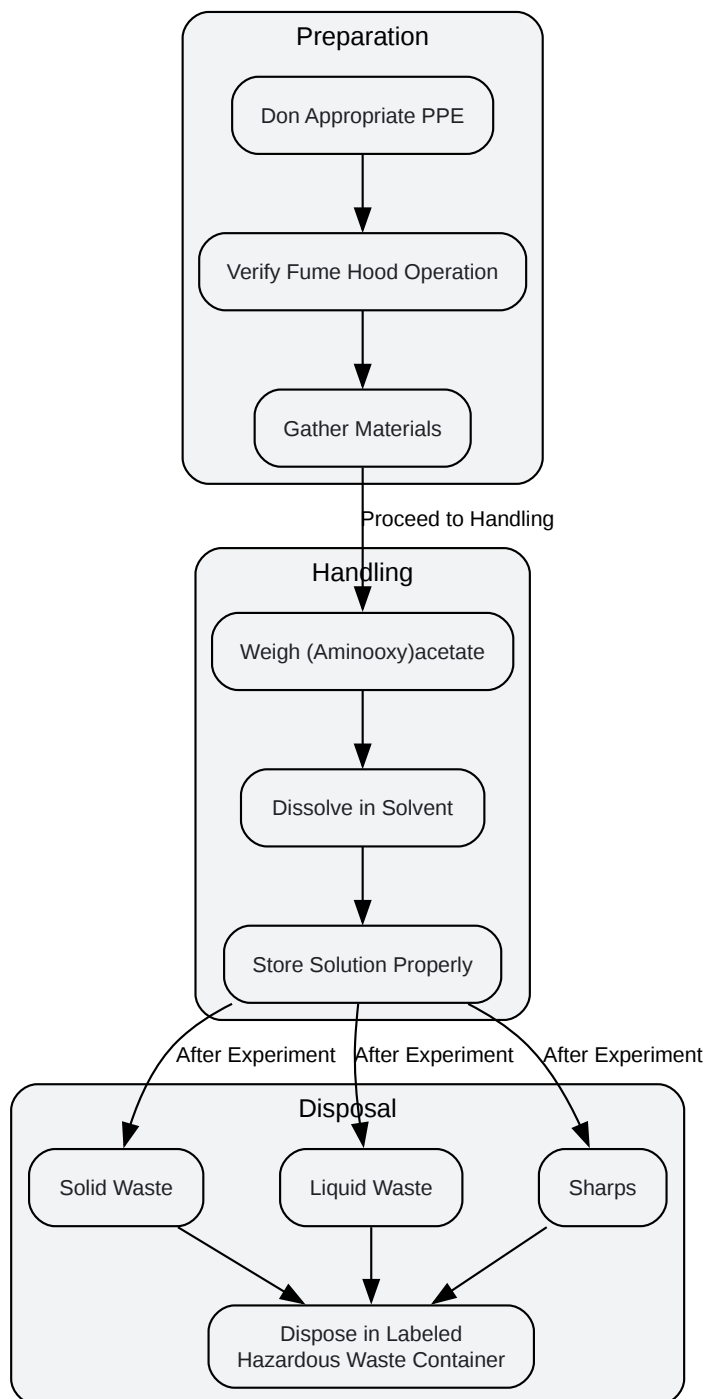 Preparation
Don Appropriate PPE
Verify Fume Hood Operation
Gather Materials
Proceed to Handling
Handling
Weigh (Aminooxy)acetate
Dissolve in Solvent
Store Solution Properly
After Experiment
After Experiment
After Experiment
Disposal
Solid Waste
Liquid Waste
Sharps
Dispose in Labeled
Hazardous Waste Container